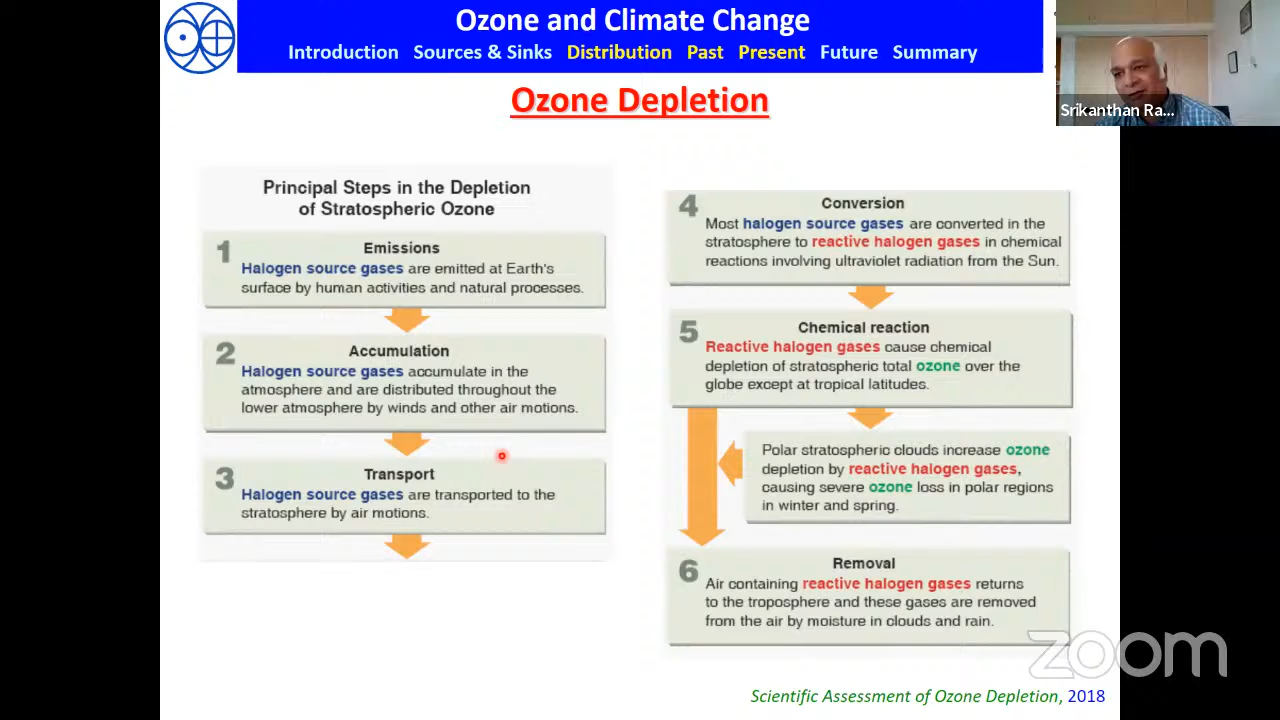 Ozone and Climate Change
Introduction Sources & Sinks Distribution Past Present Future Summary
Srikanthan Ra...
Ozone Depletion
Principal Steps in the Depletion
of Stratospheric Ozone
1
Emissions
Halogen source gases are emitted at Earth's
surface by human activities and natural processes.
2
Accumulation
Halogen source gases accumulate in the
atmosphere and are distributed throughout the
lower atmosphere by winds and other air motions.
3
Transport
Halogen source gases are transported to the
stratosphere by air motions.
4
Conversion
Most halogen source gases are converted in the
stratosphere to reactive halogen gases in chemical
reactions involving ultraviolet radiation from the Sun.
5
Chemical reaction
Reactive halogen gases cause chemical
depletion of stratospheric total ozone over the
globe except at tropical latitudes.
Polar stratospheric clouds increase ozone
depletion by reactive halogen gases,
causing severe ozone loss in polar regions
in winter and spring.
6
Removal
Air containing reactive halogen gases returns
to the troposphere and these gases are removed
from the air by moisture in clouds and rain.
zoom
Scientific Assessment of Ozone Depletion, 2018